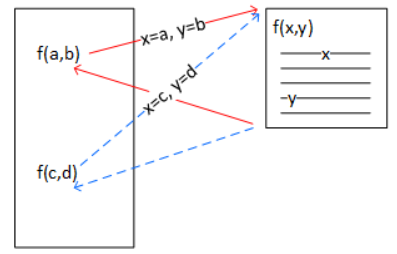 f(a,b)
x=a, y=b
f(x,y)
x
x=c, y=d
y
f(c,d)